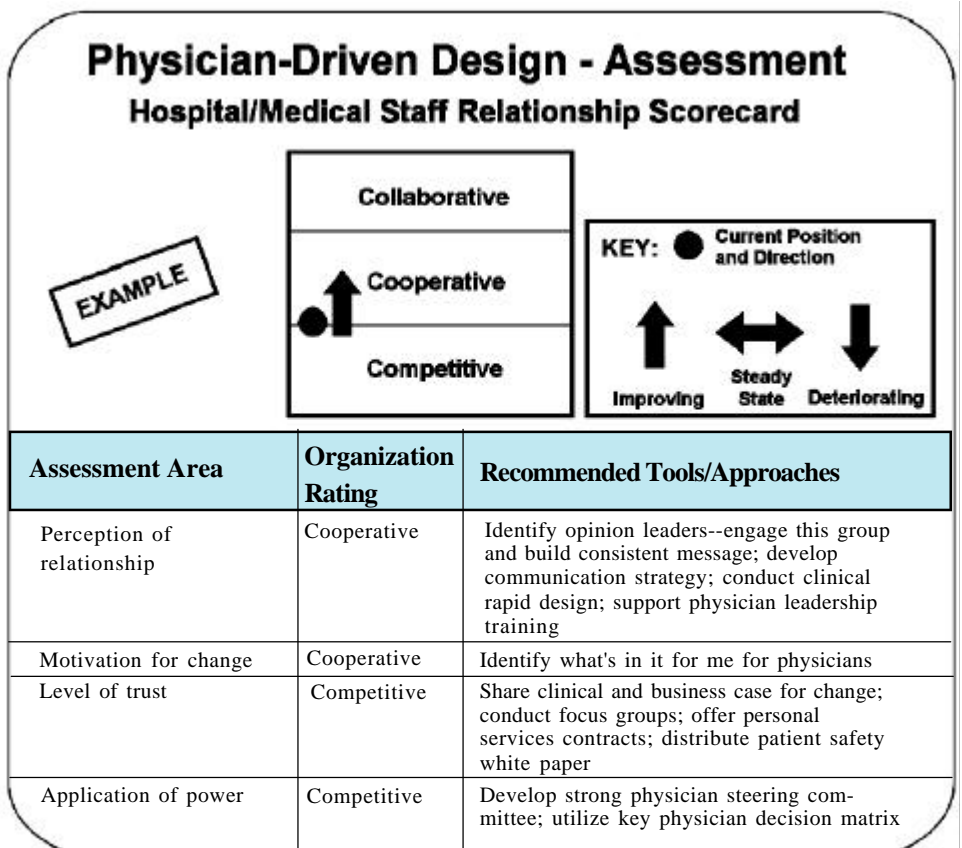 Physician-Driven Design - Assessment
Hospital/Medical Staff Relationship Scorecard
EXAMPLE
Collaborative
Cooperative
Competitive
KEY:
Current Position
and Direction
Improving
Steady
State
Deteriorating
Assessment Area
Organization
Rating
Recommended Tools/Approaches
Perception of
relationship
Cooperative
Identify opinion leaders--engage this group
and build consistent message; develop
communication strategy; conduct clinical
rapid design; support physician leadership
training
Motivation for change
Cooperative
Identify what's in it for me for physicians
Level of trust
Competitive
Share clinical and business case for change;
conduct focus groups; offer personal
services contracts; distribute patient safety
white paper
Application of power
Competitive
Develop strong physician steering com-
mittee; utilize key physician decision matrix